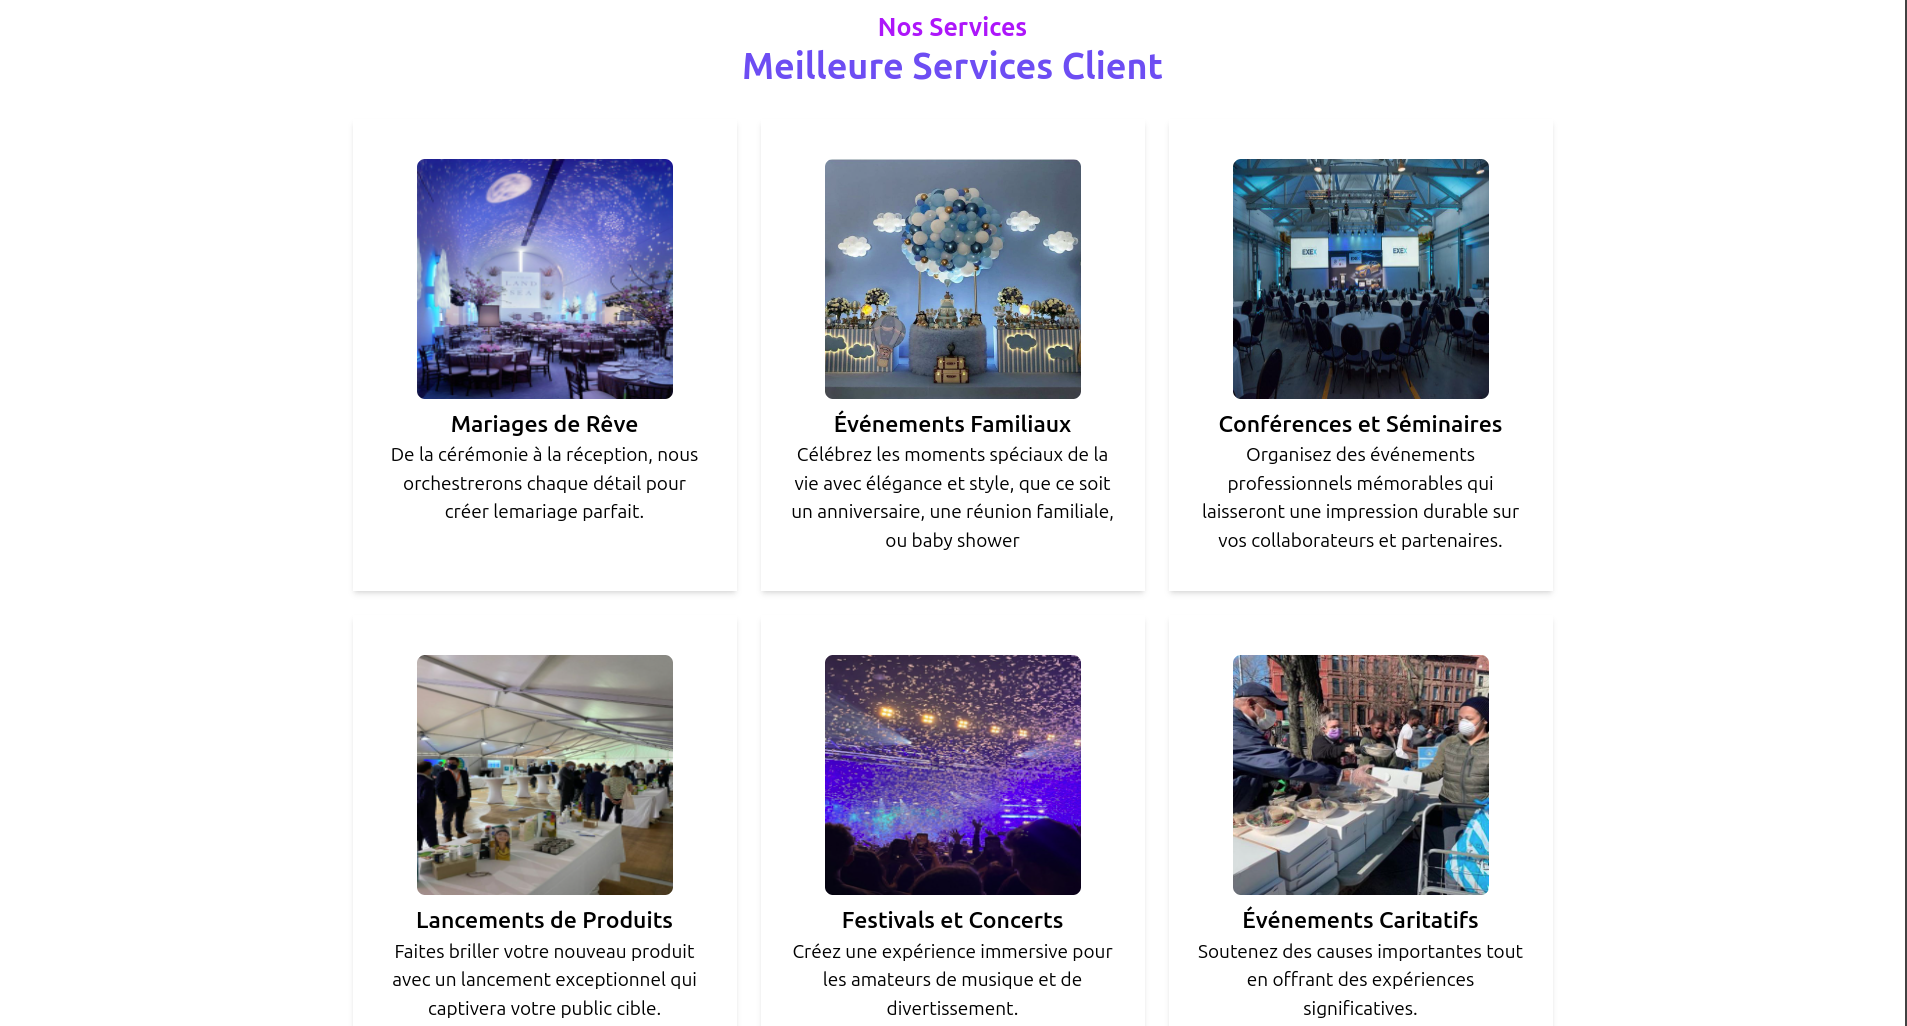 Nos Services
Meilleure Services Client
LAND
SEA
EXEX
EXEX
Mariages de Rêve
De la cérémonie à la réception, nous
orchestrerons chaque détail pour
créer lemariage parfait.
Événements Familiaux
Célébrez les moments spéciaux de la
vie avec élégance et style, que ce soit
un anniversaire, une réunion familiale,
ou baby shower
Conférences et Séminaires
Organisez des événements
professionnels mémorables qui
laisseront une impression durable sur
vos collaborateurs et partenaires.
Lancements de Produits
Faites briller votre nouveau produit
avec un lancement exceptionnel qui
captivera votre public cible.
Festivals et Concerts
Créez une expérience immersive pour
les amateurs de musique et de
divertissement.
Événements Caritatifs
Soutenez des causes importantes tout
en offrant des expériences
significatives.